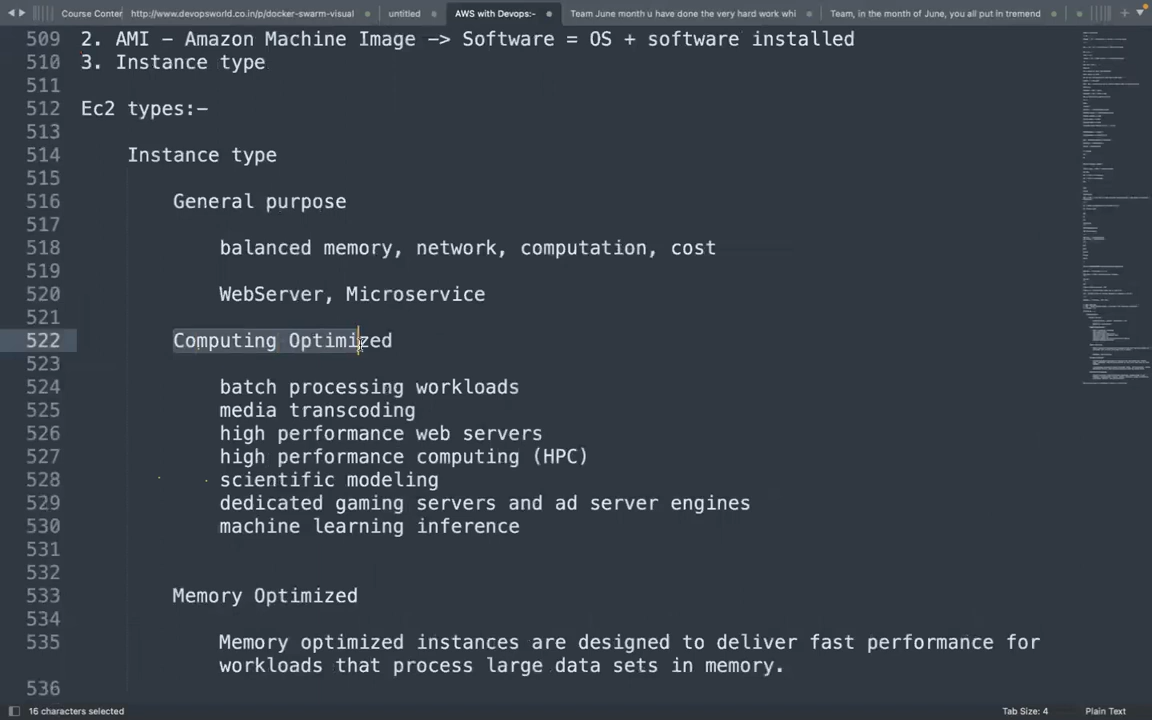 Course Center
http://www.devopsworld.co.in/p/docker-swarm-visual
untitled
AWS with Devops:-
Team June month u have done the very hard work whi
Team, in the month of June, you all put in tremend
509 2. AMI - Amazon Machine Image -> Software = OS + software installed
510 3. Instance type
511
512 Ec2 types:-
513
514 Instance type
515
516 General purpose
517
518 balanced memory, network, computation, cost
519
520 WebServer, Microservice
521
522 Computing Optimized
523
524 batch processing workloads
525 media transcoding
526 high performance web servers
527 high performance computing (HPC)
528 scientific modeling
529 dedicated gaming servers and ad server engines
530 machine learning inference
531
532
533 Memory Optimized
534
535 Memory optimized instances are designed to deliver fast performance for
workloads that process large data sets in memory.
536
16 characters selected
Tab Size: 4
Plain Text